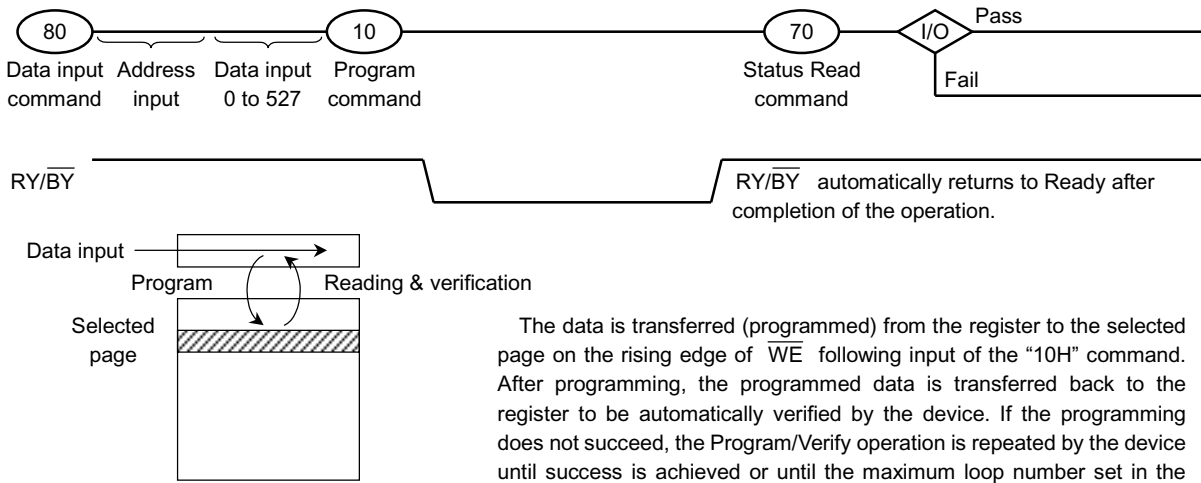 80 10 70 I/O Pass
Data input Address Data input Program Status Read
command input 0 to 527 command command
Fail
RY/BY RY/BY automatically returns to Ready after
completion of the operation.
Data input
Program Reading & verification
Selected
page
The data is transferred (programmed) from the register to the selected
page on the rising edge of WE following input of the “10H” command.
After programming, the programmed data is transferred back to the
register to be automatically verified by the device. If the programming
does not succeed, the Program/Verify operation is repeated by the device
until success is achieved or until the maximum loop number set in the